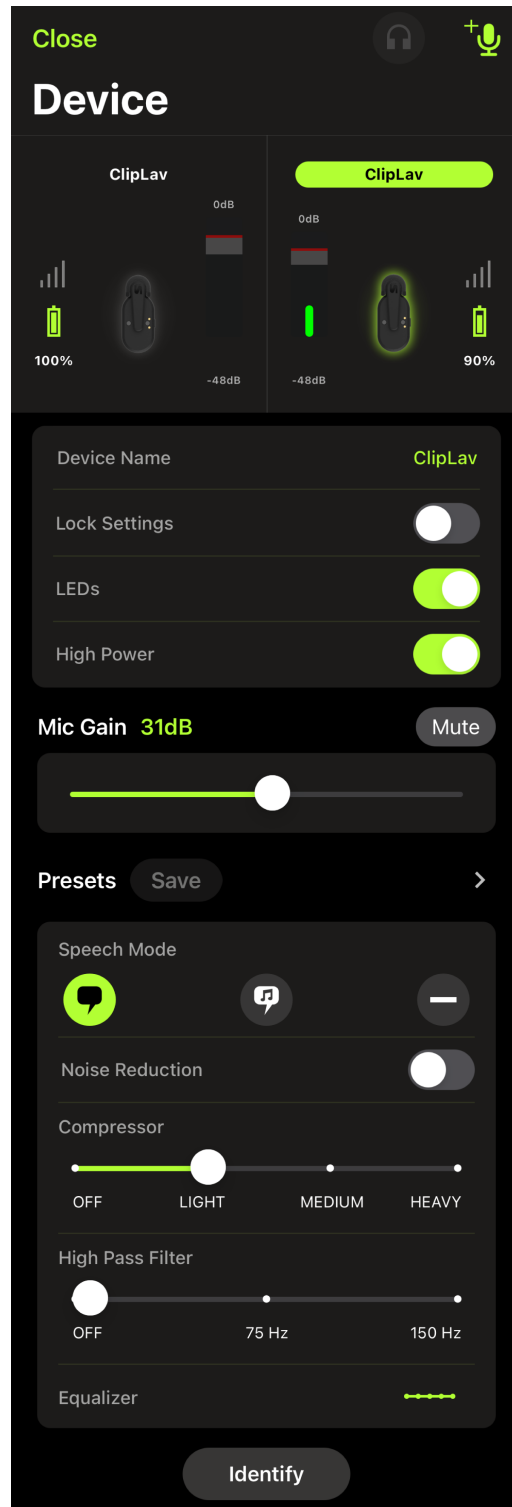 Close
Device
ClipLav
ClipLav
0dB
0dB
100%
90%
-48dB
-48dB
Device Name ClipLav
Lock Settings
LEDs
High Power
Mic Gain 31dB Mute
Presets Save
Speech Mode
Noise Reduction
Compressor
OFF LIGHT MEDIUM HEAVY
High Pass Filter
OFF 75 Hz 150 Hz
Equalizer
Identify